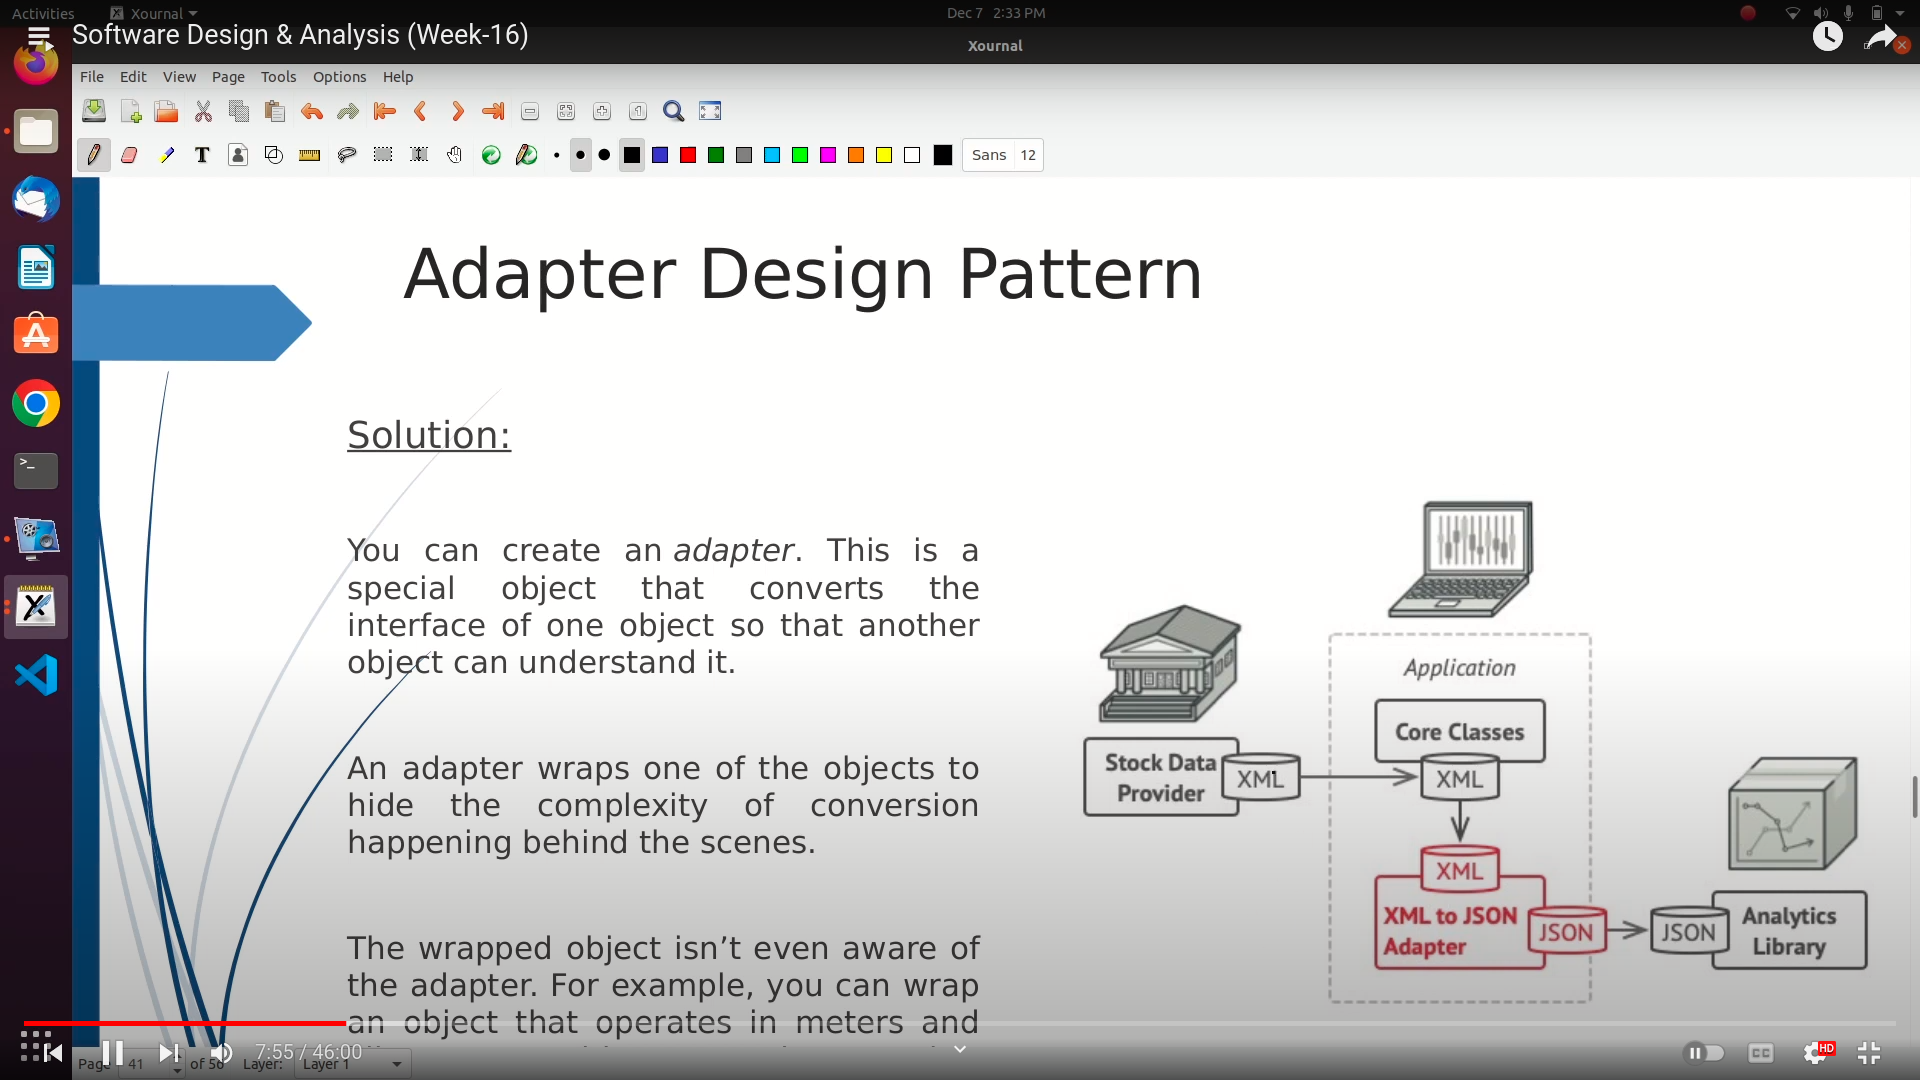 Activities
Xournal
Dec 7 2:33 PM
Software Design & Analysis (Week-16)
Xournal
File Edit View Page Tools Options Help
Sans 12
Adapter Design Pattern
Solution:
You can create an adapter. This is a
special object that converts the
interface of one object so that another
object can understand it.
An adapter wraps one of the objects to
hide the complexity of conversion
happening behind the scenes.
The wrapped object isn’t even aware of
the adapter. For example, you can wrap
an object that operates in meters and
Application
Core Classes
XML
Stock Data
Provider
XML
XML
XML to JSON
Adapter
JSON
JSON
Analytics
Library
7:55 / 46:00
CC
HD
Page 41 of 56 Layer: Layer 1